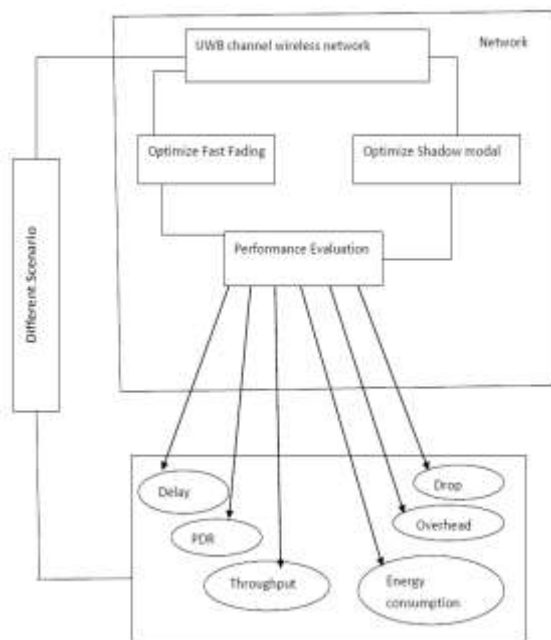 UWB channel wireless network
Network
Optimize Fast Fading
Optimize Shadow modal
Different Scenario
Performance Evaluation
Delay
Drop
PDR
Overhead
Throughput
Energy
consumption